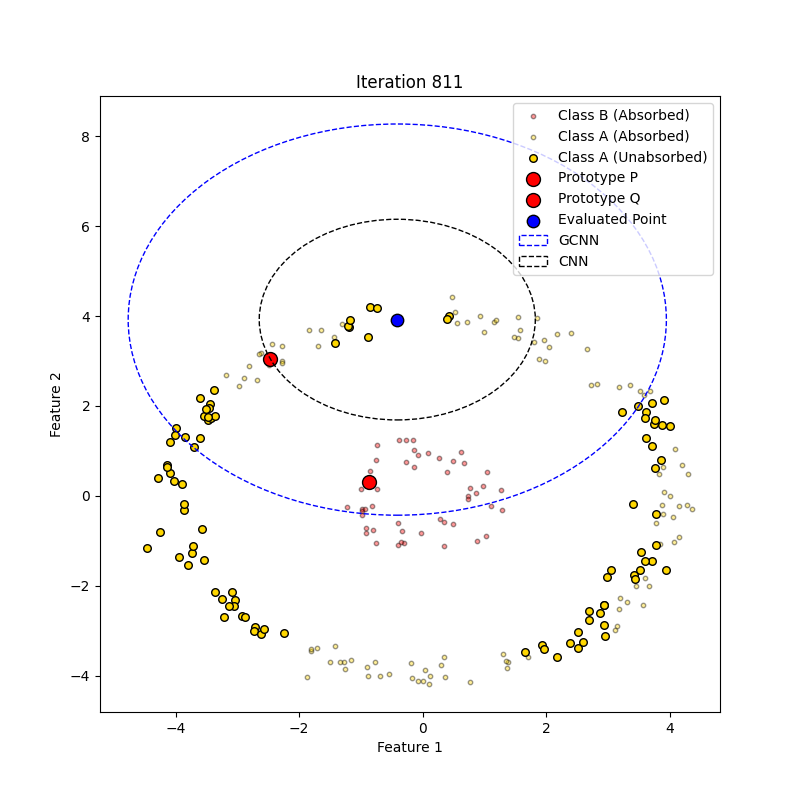 Iteration 811
Class B (Absorbed)
Class A (Absorbed)
Class A (Unabsorbed)
Prototype P
Prototype Q
Evaluated Point
GCNN
CNN
8
6
4
2
0
−2
−4
Feature 2
−4 −2 0 2 4
Feature 1